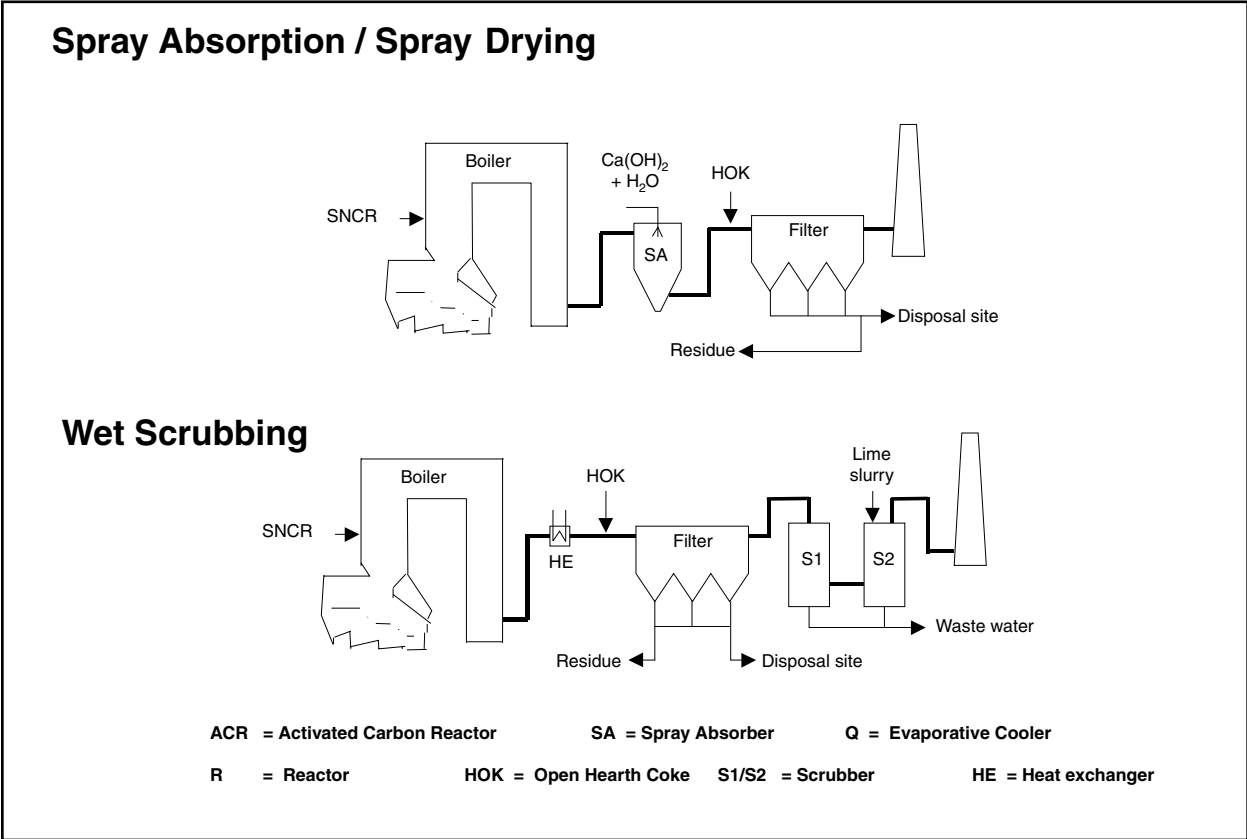 Spray Absorption / Spray Drying
Boiler
Ca(OH)₂
+ H₂O
HOK
SNCR
SA
Filter
Disposal site
Residue
Wet Scrubbing
Boiler
HOK
Lime
slurry
SNCR
HE
Filter
S1
S2
Waste water
Residue
Disposal site
ACR = Activated Carbon Reactor SA = Spray Absorber Q = Evaporative Cooler
R = Reactor HOK = Open Hearth Coke S1/S2 = Scrubber HE = Heat exchanger